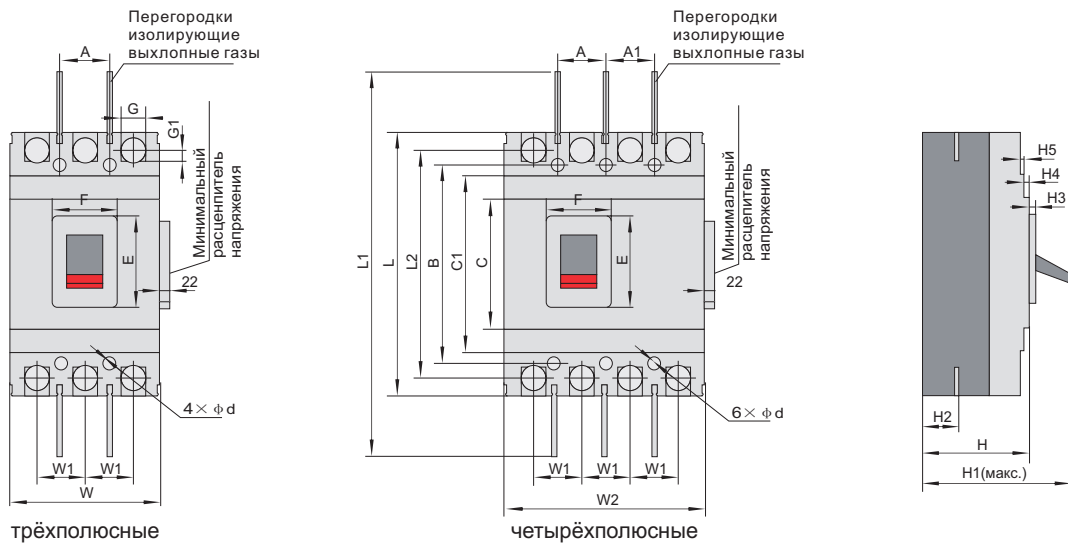 Перегородки
изолирующие
выхлопные газы
A
G
G1
F
E
Минимальный
расценпитель
напряжения
22
4× ϕd
W1
W1
W
трёхполюсные
Перегородки
изолирующие
выхлопные газы
A
A1
L1
L
L2
B
C1
C
F
E
Минимальный
расцепитель
напряжения
22
6× ϕd
W1
W1
W1
W2
четырёхполюсные
H5
H4
H3
H2
H
H1(макс.)